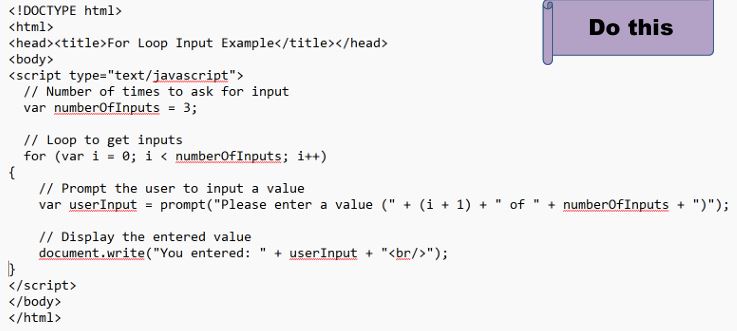 <!DOCTYPE html>
<html>
<head><title>For Loop Input Example</title></head>
<body>
<script type="text/javascript">
  // Number of times to ask for input
  var numberOfInputs = 3;

  // Loop to get inputs
  for (var i = 0; i < numberOfInputs; i++)
{
    // Prompt the user to input a value
    var userInput = prompt("Please enter a value (" + (i + 1) + " of " + numberOfInputs + ")");

    // Display the entered value
    document.write("You entered: " + userInput + "<br/>");
}
</script>
</body>
</html>
Do this